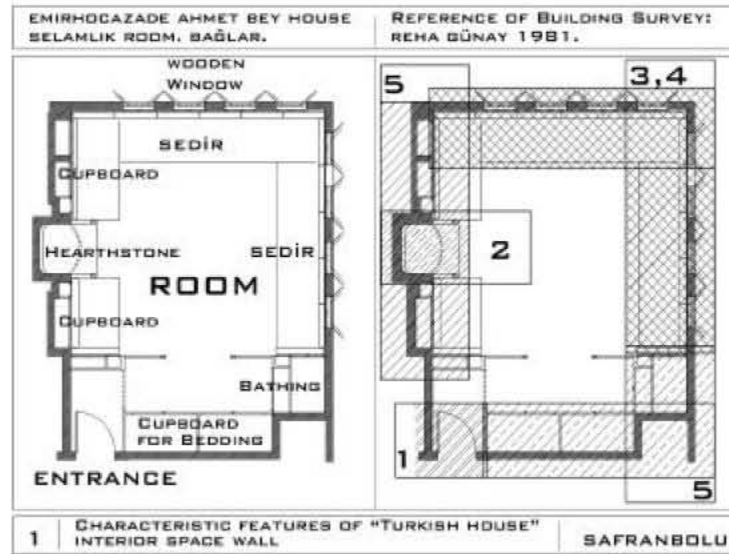 EMIRHOCAZADE AHMET BEY HOUSE
SELAMLIK ROOM. BAĞLAR.
REFERENCE OF BUILDING SURVEY:
REHA GÜNAY 1981.
WOODEN
WINDOW
SEDİR
CUPBOARD
HEARTHSTONE
SEDİR
ROOM
CUPBOARD
BATHING
CUPBOARD
FOR BEDDING
ENTRANCE
5
3,4
2
1
5
1
CHARACTERISTIC FEATURES OF "TURKISH HOUSE"
INTERIOR SPACE WALL
SAFRANBOLU